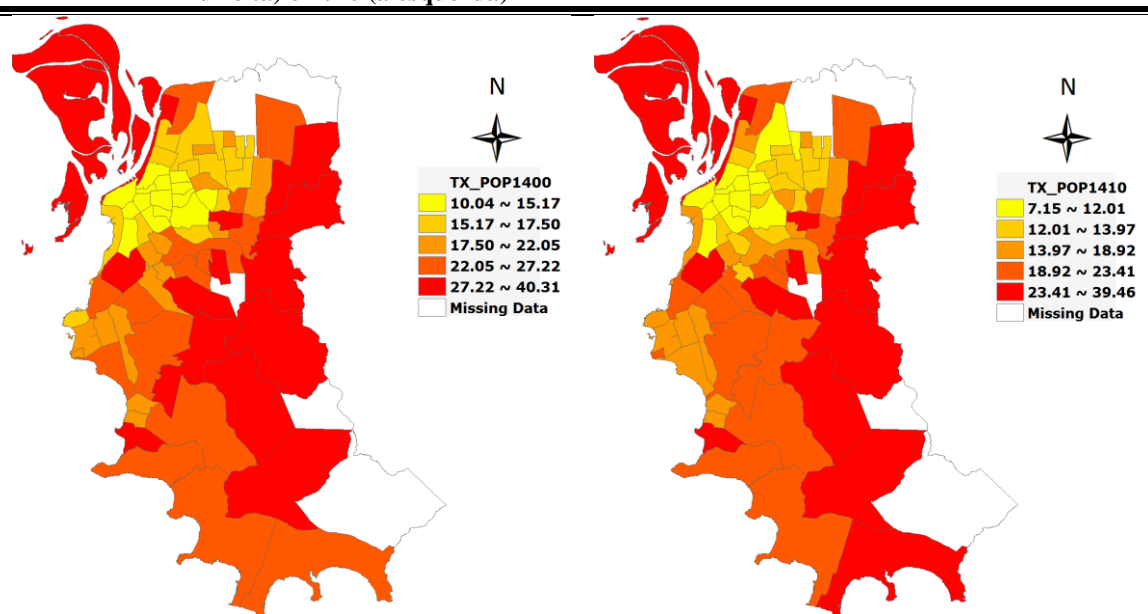 N
TX_POP1400
10.04 ~ 15.17
15.17 ~ 17.50
17.50 ~ 22.05
22.05 ~ 27.22
27.22 ~ 40.31
Missing Data
N
TX_POP1410
7.15 ~ 12.01
12.01 ~ 13.97
13.97 ~ 18.92
18.92 ~ 23.41
23.41 ~ 39.46
Missing Data